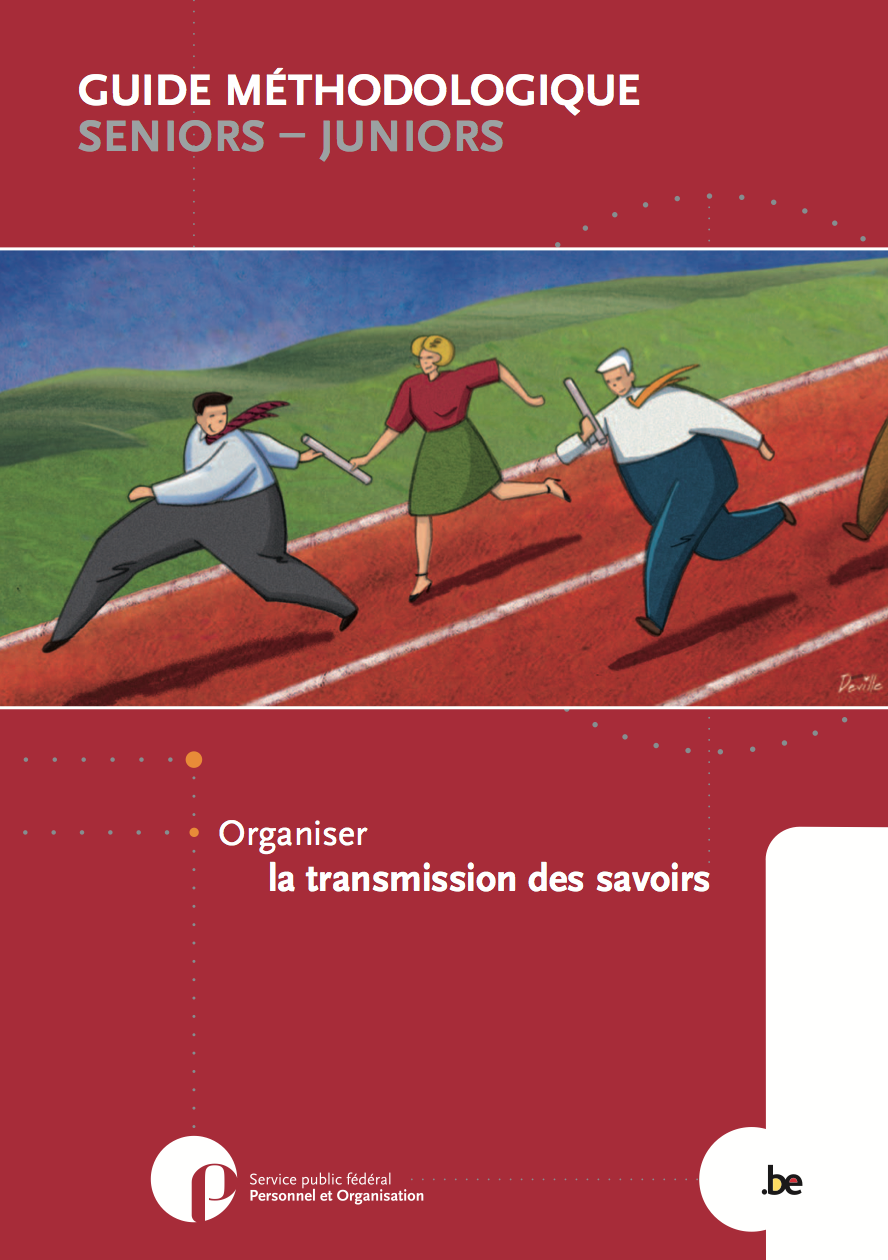 GUIDE MÉTHODOLOGIQUE
SENIORS – JUNIORS
Deville
Organiser
la transmission des savoirs
Service public fédéral
Personnel et Organisation
.be